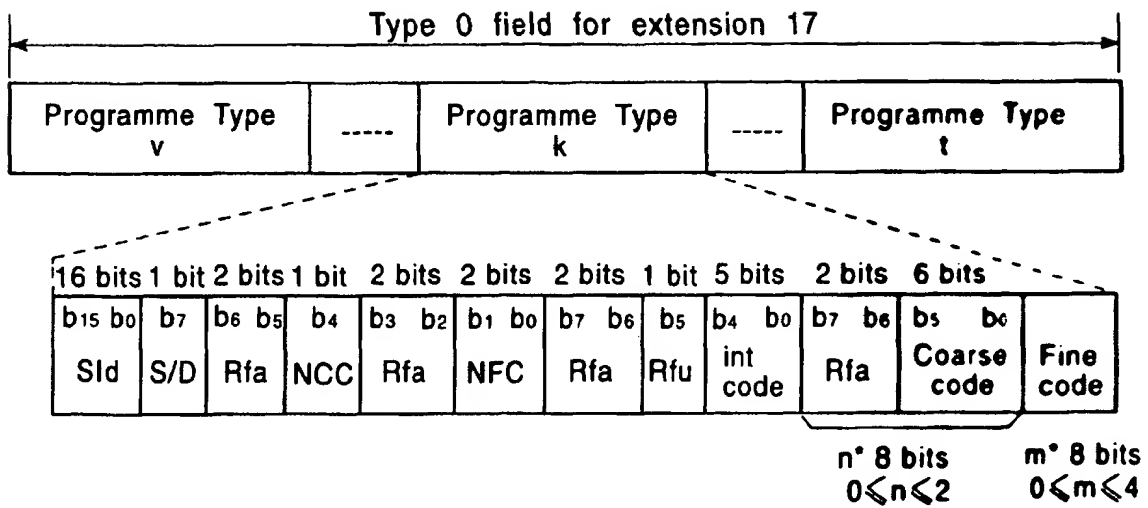 Type 0 field for extension 17
Programme Type v ----- Programme Type k ----- Programme Type t
16 bits 1 bit 2 bits 1 bit 2 bits 2 bits 2 bits 1 bit 5 bits 2 bits 6 bits
b15 b0 b7 b6 b5 b4 b3 b2 b1 b0 b7 b6 b5 b4 b0 b7 b6 b5 b0
SId S/D Rfa NCC Rfa NFC Rfa Rfu int code Rfa Coarse code Fine code
n* 8 bits m* 8 bits
0⩽n⩽2 0⩽m⩽4